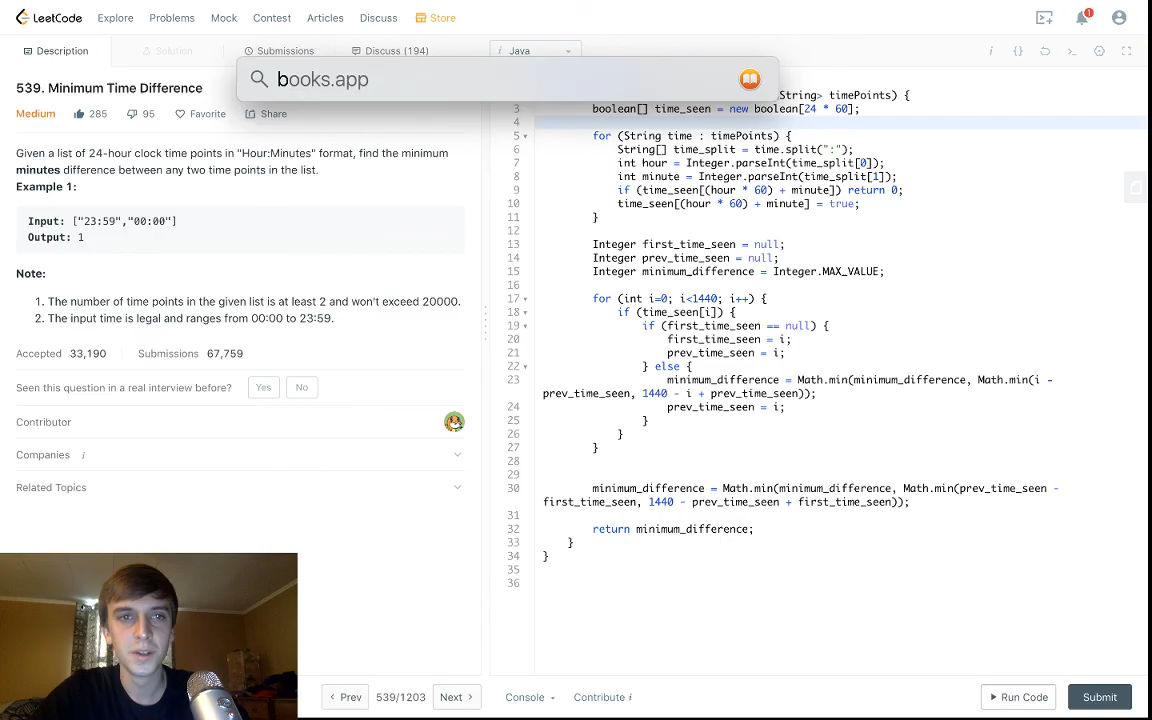 LeetCode Explore Problems Mock Contest Articles Discuss Store 1
Description Solution Submissions Discuss (194) i Java
books.app
539. Minimum Time Difference
Medium 285 95 Favorite Share
Given a list of 24-hour clock time points in "Hour:Minutes" format, find the minimum
minutes difference between any two time points in the list.
Example 1:
Input: ["23:59","00:00"]
Output: 1
Note:
1. The number of time points in the given list is at least 2 and won't exceed 20000.
2. The input time is legal and ranges from 00:00 to 23:59.
Accepted 33,190 Submissions 67,759
Seen this question in a real interview before? Yes No
Contributor
Companies i
Related Topics
‹ Prev 539/1203 Next ›
String> timePoints) {
3 boolean[] time_seen = new boolean[24 * 60];
4
5 for (String time : timePoints) {
6 String[] time_split = time.split(":");
7 int hour = Integer.parseInt(time_split[0]);
8 int minute = Integer.parseInt(time_split[1]);
9 if (time_seen[(hour * 60) + minute]) return 0;
10 time_seen[(hour * 60) + minute] = true;
11 }
12
13 Integer first_time_seen = null;
14 Integer prev_time_seen = null;
15 Integer minimum_difference = Integer.MAX_VALUE;
16
17 for (int i=0; i<1440; i++) {
18 if (time_seen[i]) {
19 if (first_time_seen == null) {
20 first_time_seen = i;
21 prev_time_seen = i;
22 } else {
23 minimum_difference = Math.min(minimum_difference, Math.min(i -
prev_time_seen, 1440 - i + prev_time_seen));
24 prev_time_seen = i;
25 }
26 }
27 }
28
29
30 minimum_difference = Math.min(minimum_difference, Math.min(prev_time_seen -
first_time_seen, 1440 - prev_time_seen + first_time_seen));
31
32 return minimum_difference;
33 }
34 }
35
36
Console Contribute i Run Code Submit